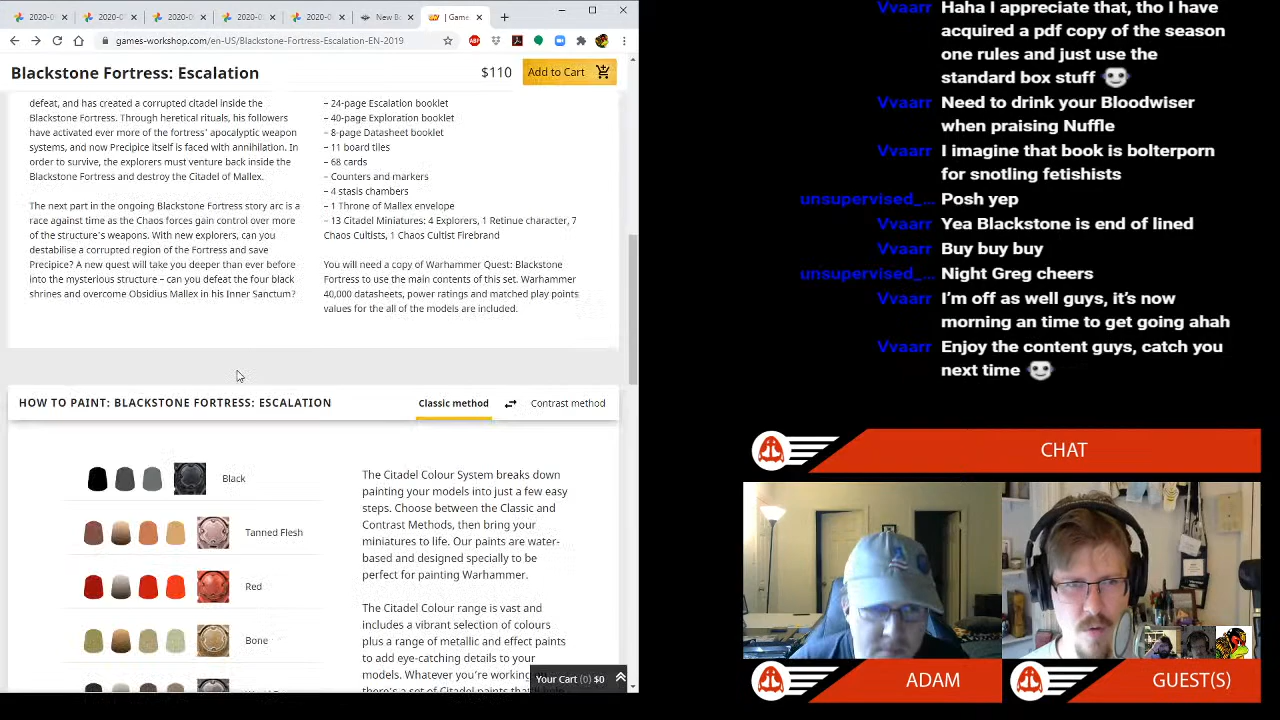 2020-0
2020-0
2020-0
2020-0
2020-0
New Bo
| Game
games-workshop.com/en-US/Blackstone-Fortress-Escalation-EN-2019
Blackstone Fortress: Escalation
$110
Add to Cart
defeat, and has created a corrupted citadel inside the
Blackstone Fortress. Through heretical rituals, his followers
have activated ever more of the fortress' apocalyptic weapon
systems, and now Precipice itself is faced with annihilation. In
order to survive, the explorers must head back inside the
Blackstone Fortress and destroy the Citadel of Mallex.
The next part in the ongoing Blackstone Fortress story arc is a
race against time against Chaos forces in control of ever more
of the structure's weapons. With new explorers, can you
destabilise a corrupted region of the Fortress and save
Precipice? A new quest will take you deeper than ever before
into the mysterious structure – can you defeat the four black
shrines and overcome Obsidius Mallex in his Inner Sanctum?
– 24-page Escalation booklet
– 40-page Exploration booklet
– 8-page Datasheet booklet
– 11 board tiles
– 68 cards
– Counters and markers
– 4 stasis chambers
– 1 Throne of Mallex envelope
– 13 Citadel Miniatures: 4 Explorers, 1 Retinue character, 7
Chaos Cultists, 1 Chaos Cultist Firebrand
You will need a copy of Warhammer Quest: Blackstone
Fortress to use the main contents of this set. Warhammer
40,000 datasheets, power ratings and matched play points
values for the all of the models are included.
HOW TO PAINT: BLACKSTONE FORTRESS: ESCALATION
Classic method
Contrast method
Black
Tanned Flesh
Red
Bone
The Citadel Colour System breaks down
painting your models into just a few easy
steps. Choose between the Classic and
Contrast Methods, then bring your
miniatures to life. Our paints are water-
based and designed specially to be
perfect for painting Warhammer.
The Citadel Colour range is vast and
includes a vibrant selection of colours
plus a range of metallic and effect paints
to add eye-catching details to your
models. Whatever you're working
Your Cart (0) $0
Vvaarr Haha I appreciate that, tho I have
acquired a pdf copy of the season
one rules and just use the
standard box stuff
Vvaarr Need to drink your Bloodwiser
when praising Nuffle
Vvaarr I imagine that book is bolterporn
for snotling fetishists
unsupervised_... Posh yep
Vvaarr Yea Blackstone is end of lined
Vvaarr Buy buy buy
unsupervised_... Night Greg cheers
Vvaarr I'm off as well guys, it's now
morning an time to get going ahah
Vvaarr Enjoy the content guys, catch you
next time
CHAT
ADAM
GUEST(S)